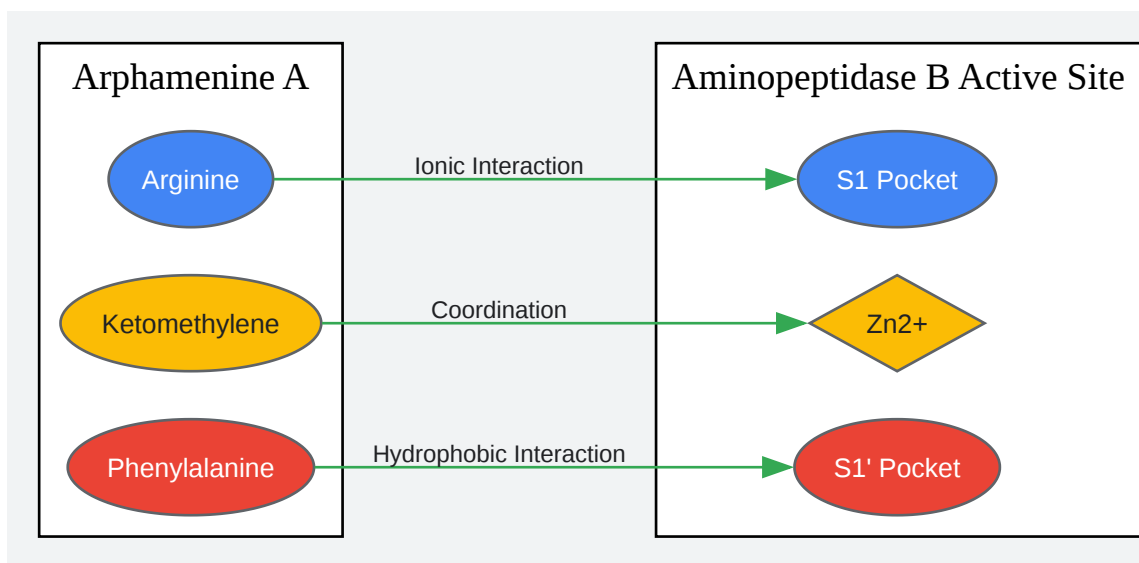 Arphamenine A
Aminopeptidase B Active Site
Arginine
Ionic Interaction
S1 Pocket
Ketomethylene
Coordination
Zn2+
Phenylalanine
Hydrophobic Interaction
S1' Pocket